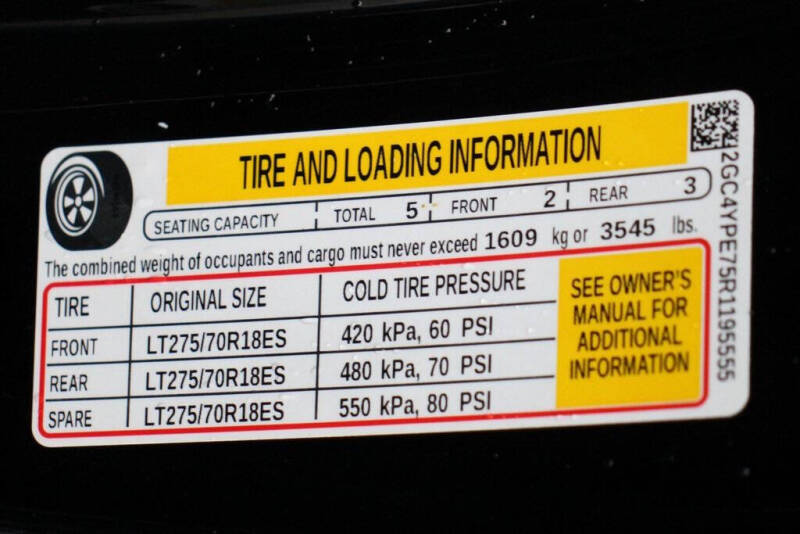 TIRE AND LOADING INFORMATION
SEATING CAPACITY TOTAL 5 FRONT 2 REAR 3
The combined weight of occupants and cargo must never exceed 1609 kg or 3545 lbs.
TIRE ORIGINAL SIZE COLD TIRE PRESSURE
FRONT LT275/70R18ES 420 kPa, 60 PSI
REAR LT275/70R18ES 480 kPa, 70 PSI
SPARE LT275/70R18ES 550 kPa, 80 PSI
SEE OWNER'S
MANUAL FOR
ADDITIONAL
INFORMATION
2GC4YPE75R1195555